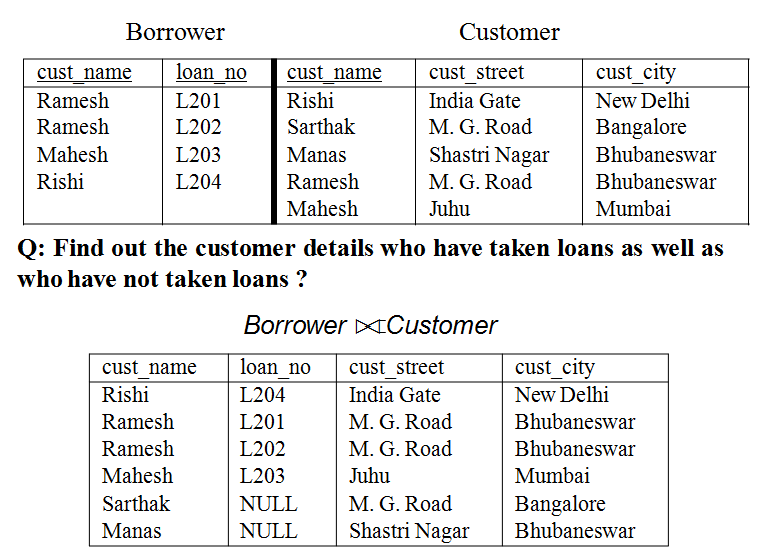 Borrower Customer
cust_name loan_no cust_name cust_street cust_city
Ramesh L201 Rishi India Gate New Delhi
Ramesh L202 Sarthak M. G. Road Bangalore
Mahesh L203 Manas Shastri Nagar Bhubaneswar
Rishi L204 Ramesh M. G. Road Bhubaneswar
Mahesh Juhu Mumbai
Q: Find out the customer details who have taken loans as well as
who have not taken loans ?
Borrower ⟖ Customer
cust_name loan_no cust_street cust_city
Rishi L204 India Gate New Delhi
Ramesh L201 M. G. Road Bhubaneswar
Ramesh L202 M. G. Road Bhubaneswar
Mahesh L203 Juhu Mumbai
Sarthak NULL M. G. Road Bangalore
Manas NULL Shastri Nagar Bhubaneswar